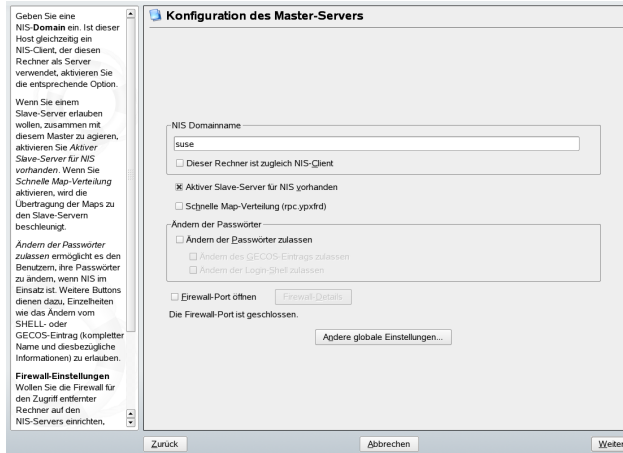 Geben Sie eine
NIS-Domain ein. Ist dieser
Host gleichzeitig ein
NIS-Client, der diesen
Rechner als Server
verwendet, aktivieren Sie
die entsprechende Option.
Wenn Sie einem
Slave-Server erlauben
wollen, zusammen mit
diesem Master zu agieren,
aktivieren Sie Aktiver
Slave-Server für NIS
vorhanden. Wenn Sie
Schnelle Map-Verteilung
aktivieren, wird die
Übertragung der Maps zu
den Slave-Servern
beschleunigt.
Ändern der Passwörter
zulassen ermöglicht es den
Benutzern, ihre Passwörter
zu ändern, wenn NIS im
Einsatz ist. Weitere Buttons
dienen dazu, Einzelheiten
wie das Ändern vom
SHELL- oder
GECOS-Eintrag (kompletter
Name und diesbezügliche
Informationen) zu erlauben.
Firewall-Einstellungen
Wollen Sie die Firewall für
den Zugriff entfernter
Rechner auf den
NIS-Servers einrichten,
Konfiguration des Master-Servers
NIS Domainname
suse
Dieser Rechner ist zugleich NIS-Client
Aktiver Slave-Server für NIS vorhanden
Schnelle Map-Verteilung (rpc.ypxfrd)
Ändern der Passwörter
Ändern der Passwörter zulassen
Ändern des GECOS-Eintrags zulassen
Ändern der Login-Shell zulassen
Firewall-Port öffnen
Firewall-Details
Die Firewall-Port ist geschlossen.
Andere globale Einstellungen...
Zurück
Abbrechen
Weiter